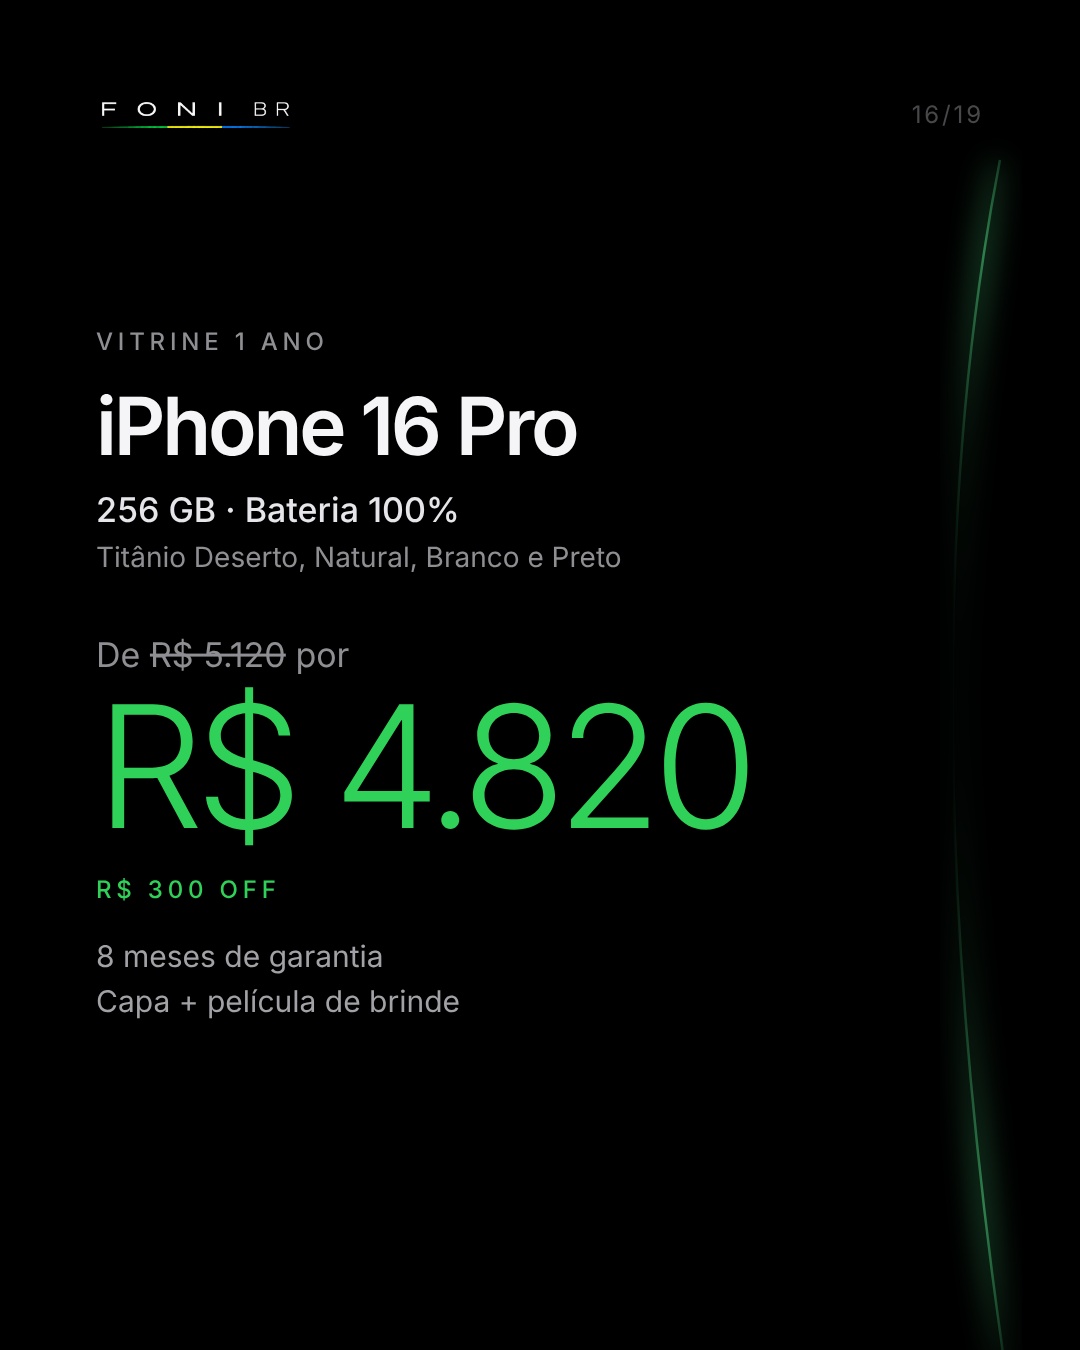 FONI BR
16/19
VITRINE 1 ANO
iPhone 16 Pro
256 GB · Bateria 100%
Titânio Deserto, Natural, Branco e Preto
De R$ 5.120 por
R$ 4.820
R$ 300 OFF
8 meses de garantia
Capa + película de brinde